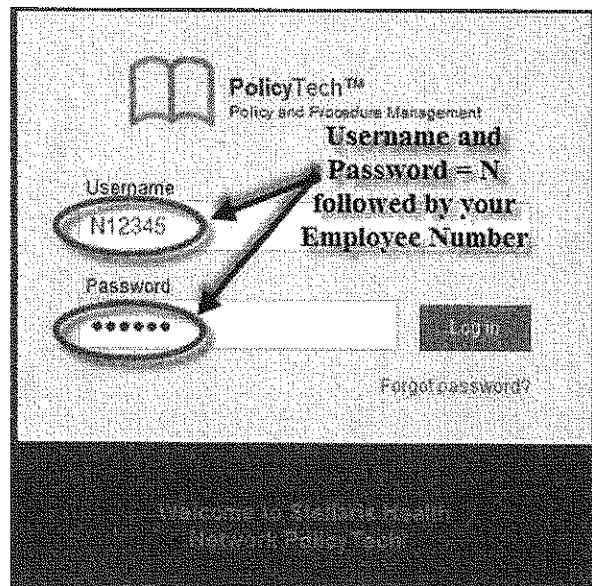 PolicyTech™
Policy and Procedure Management
Username and
Password = N
followed by your
Employee Number
Username
N12345
Password
••••••
Log in
Forgot password?
Welcome to Health
Network PolicyTech